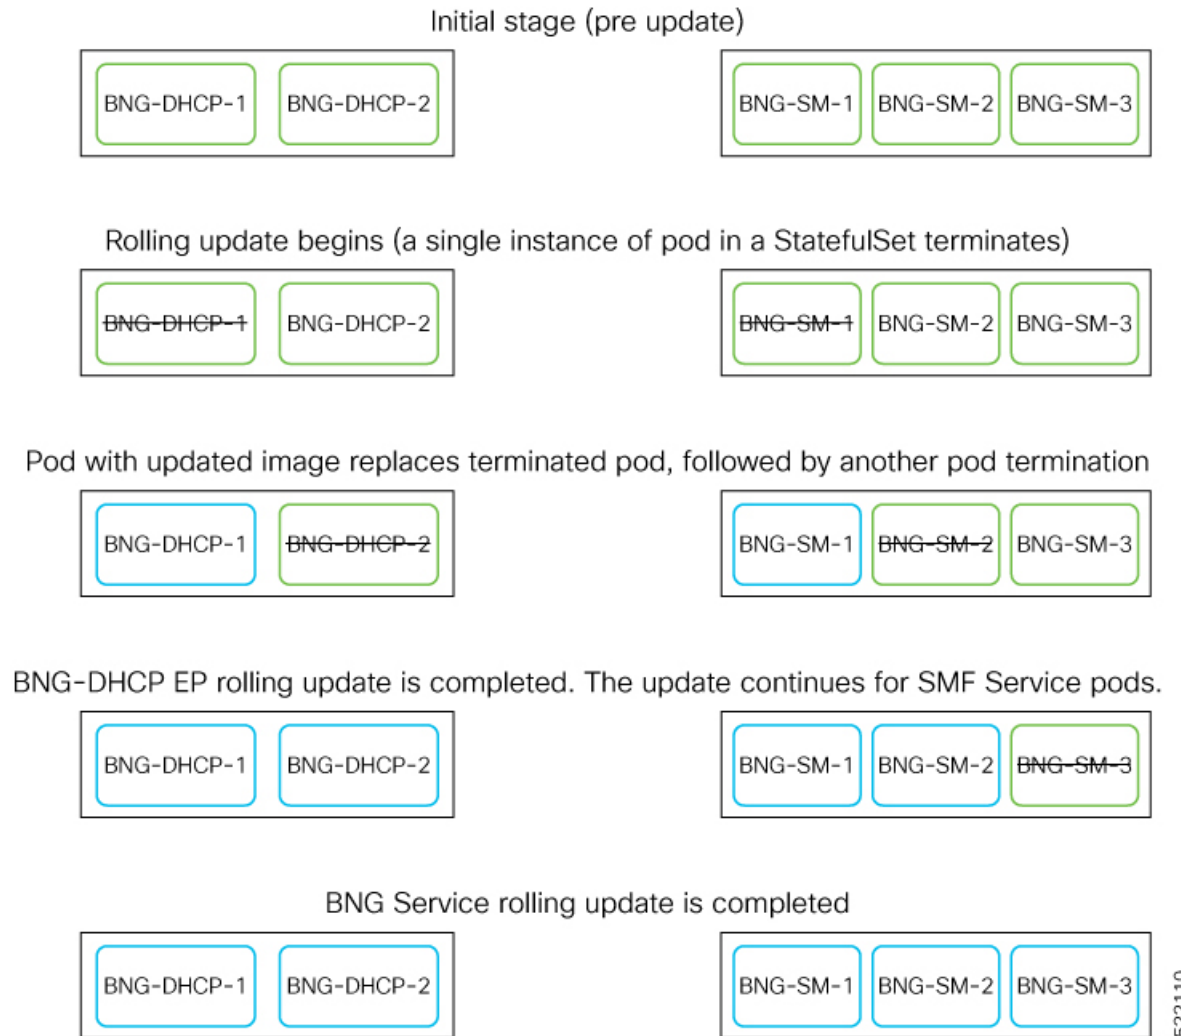 Initial stage (pre update)
BNG-DHCP-1 BNG-DHCP-2 BNG-SM-1 BNG-SM-2 BNG-SM-3
Rolling update begins (a single instance of pod in a StatefulSet terminates)
BNG-DHCP-1 BNG-DHCP-2 BNG-SM-1 BNG-SM-2 BNG-SM-3
Pod with updated image replaces terminated pod, followed by another pod termination
BNG-DHCP-1 BNG-DHCP-2 BNG-SM-1 BNG-SM-2 BNG-SM-3
BNG-DHCP EP rolling update is completed. The update continues for SMF Service pods.
BNG-DHCP-1 BNG-DHCP-2 BNG-SM-1 BNG-SM-2 BNG-SM-3
BNG Service rolling update is completed
BNG-DHCP-1 BNG-DHCP-2 BNG-SM-1 BNG-SM-2 BNG-SM-3